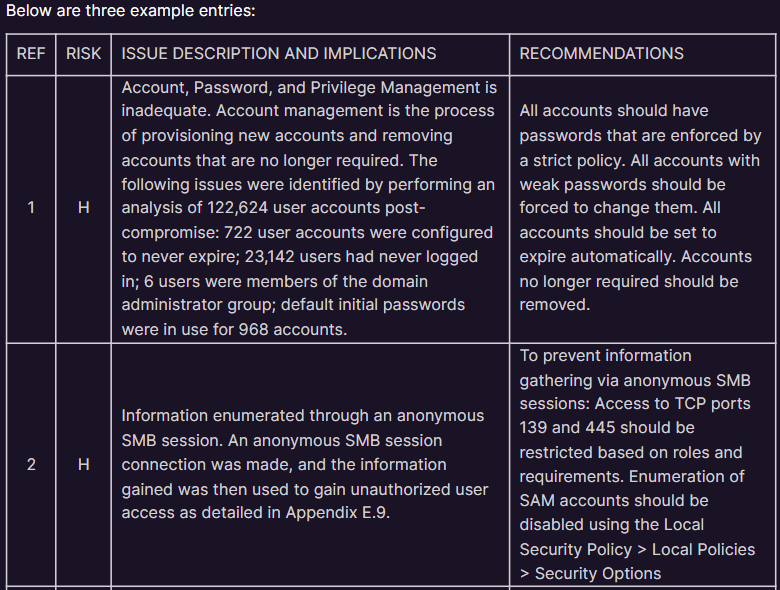 Below are three example entries:
REF RISK ISSUE DESCRIPTION AND IMPLICATIONS RECOMMENDATIONS
1
H
Account, Password, and Privilege Management is
inadequate. Account management is the process
of provisioning new accounts and removing
accounts that are no longer required. The
following issues were identified by performing an
analysis of 122,624 user accounts post-
compromise: 722 user accounts were configured
to never expire; 23,142 users had never logged
in; 6 users were members of the domain
administrator group; default initial passwords
were in use for 968 accounts.
All accounts should have
passwords that are enforced by
a strict policy. All accounts with
weak passwords should be
forced to change them. All
accounts should be set to
expire automatically. Accounts
no longer required should be
removed.
2
H
Information enumerated through an anonymous
SMB session. An anonymous SMB session
connection was made, and the information
gained was then used to gain unauthorized user
access as detailed in Appendix E.9.
To prevent information
gathering via anonymous SMB
sessions: Access to TCP ports
139 and 445 should be
restricted based on roles and
requirements. Enumeration of
SAM accounts should be
disabled using the Local
Security Policy > Local Policies
> Security Options